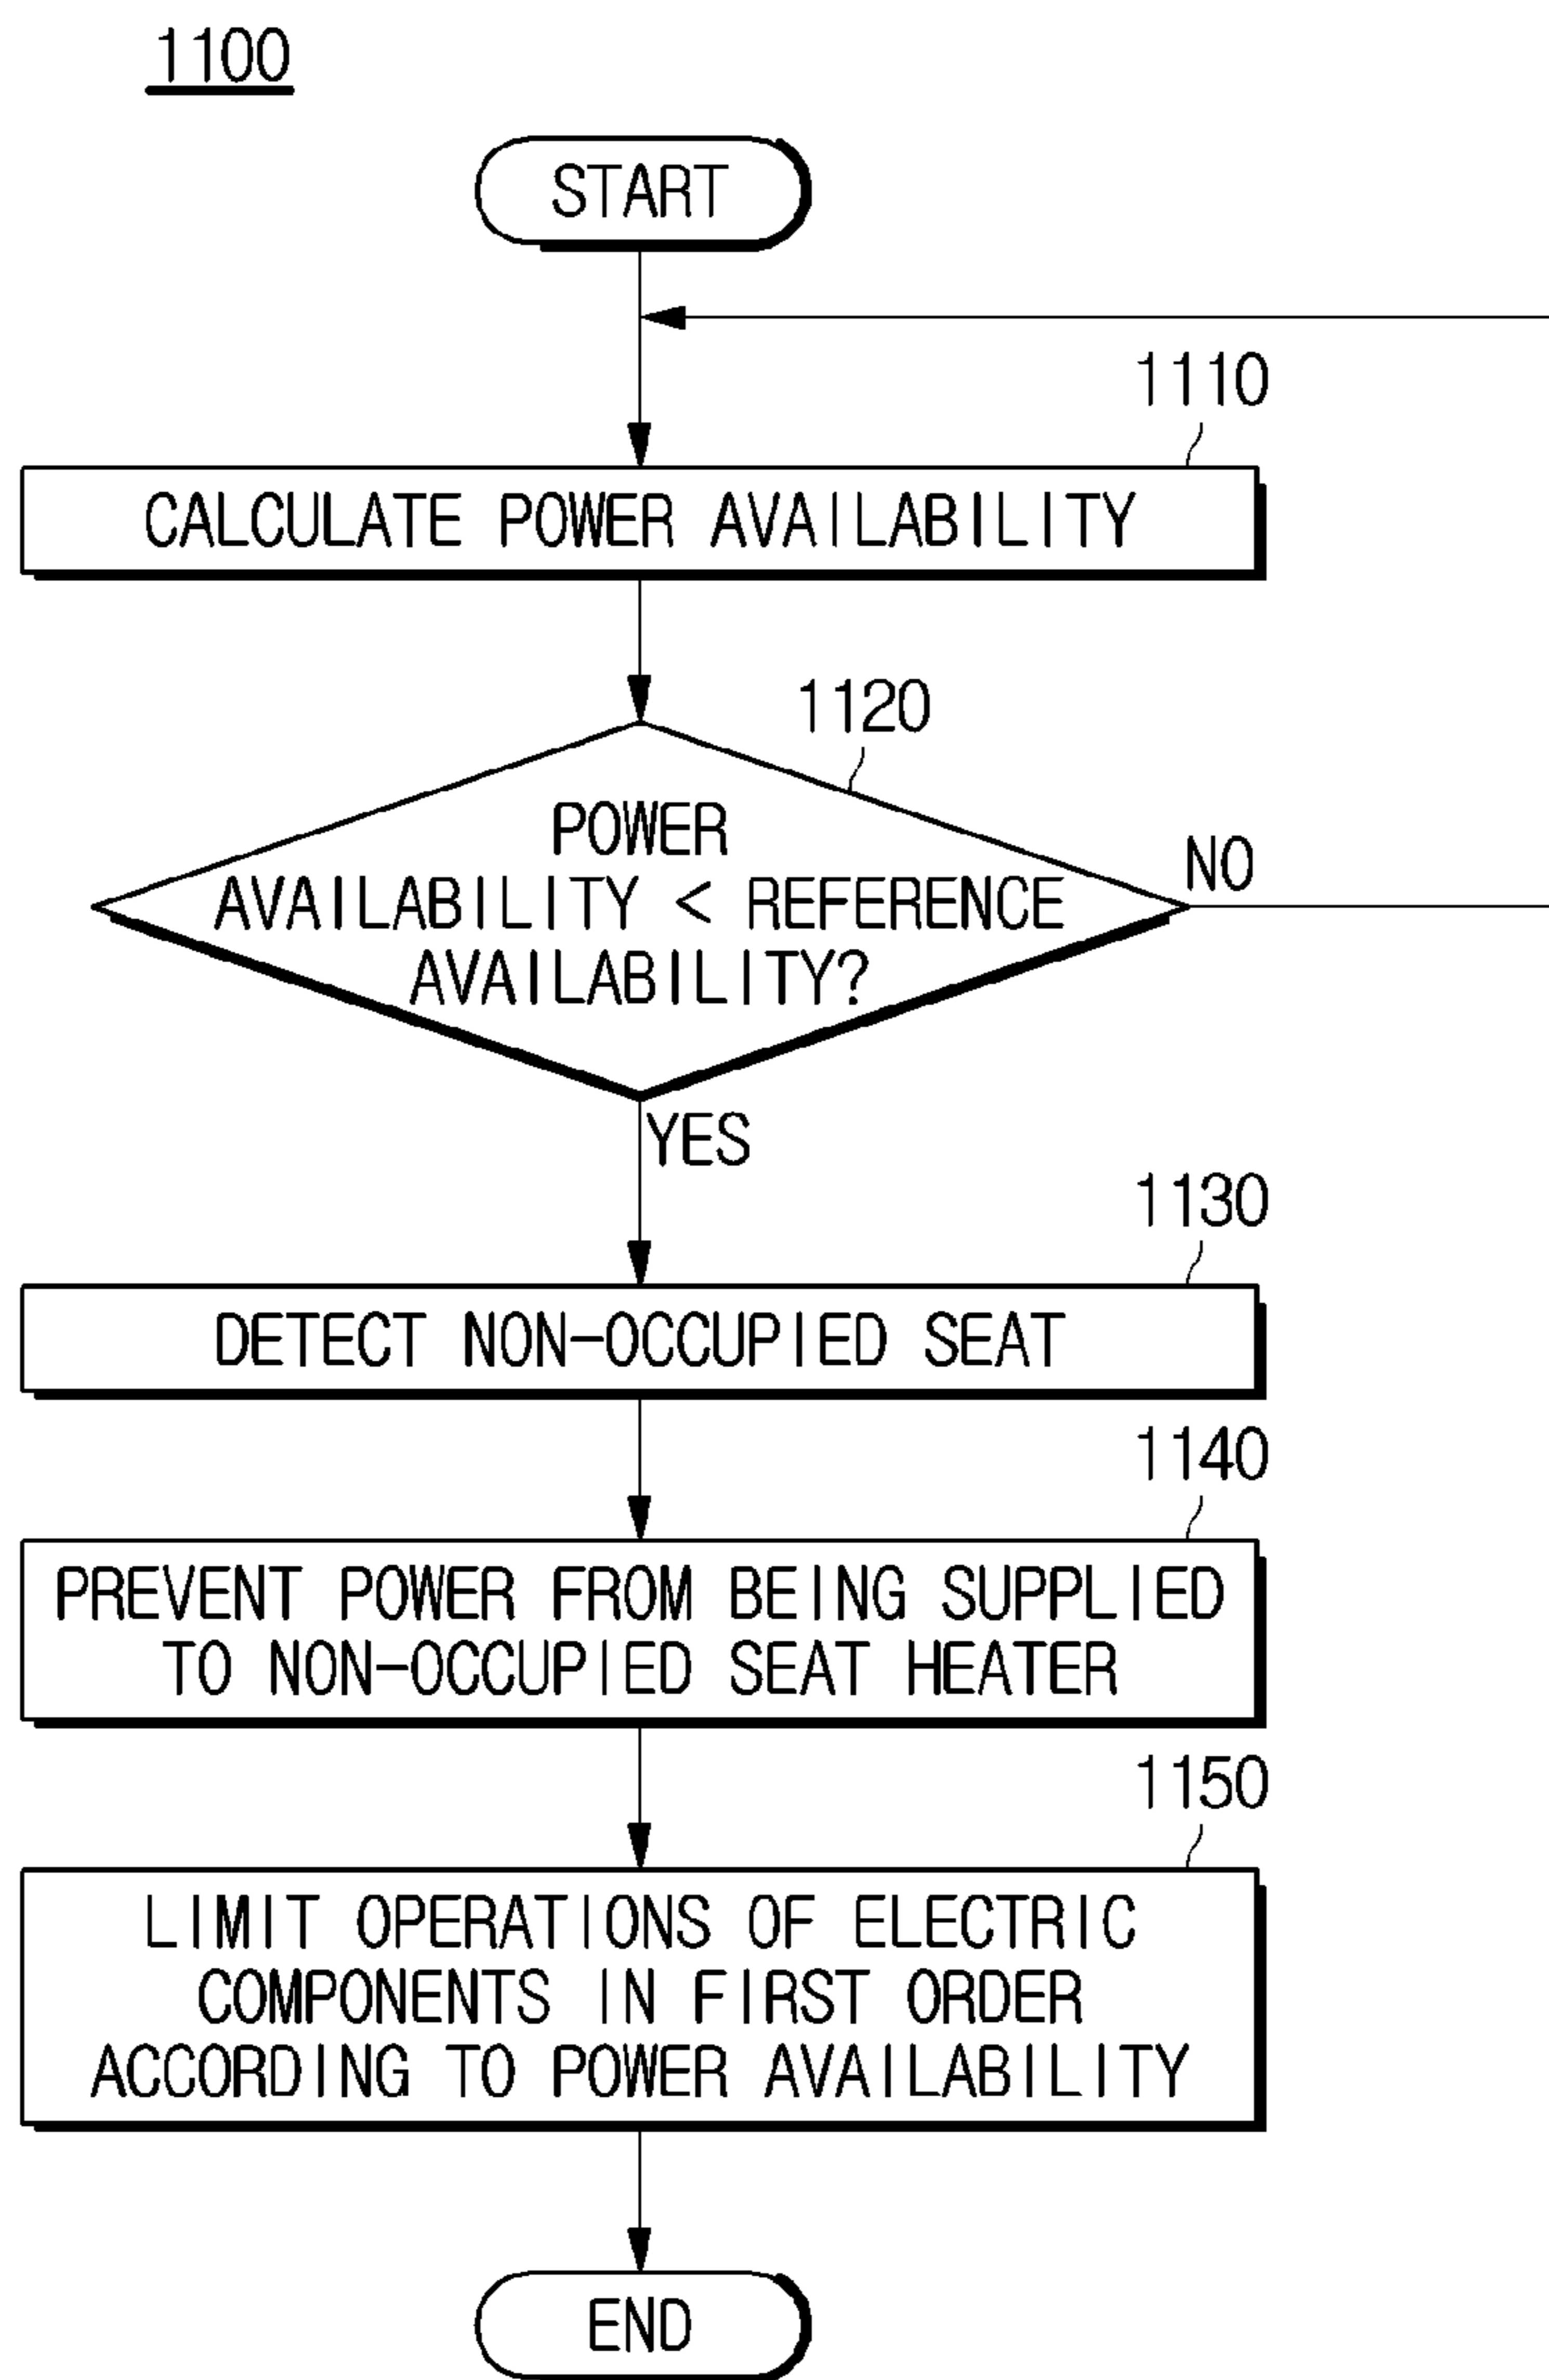 1100
START
1110
CALCULATE POWER AVAILABILITY
1120
POWER
AVAILABILITY < REFERENCE
AVAILABILITY?
NO
YES
1130
DETECT NON-OCCUPIED SEAT
1140
PREVENT POWER FROM BEING SUPPLIED
TO NON-OCCUPIED SEAT HEATER
1150
LIMIT OPERATIONS OF ELECTRIC
COMPONENTS IN FIRST ORDER
ACCORDING TO POWER AVAILABILITY
END